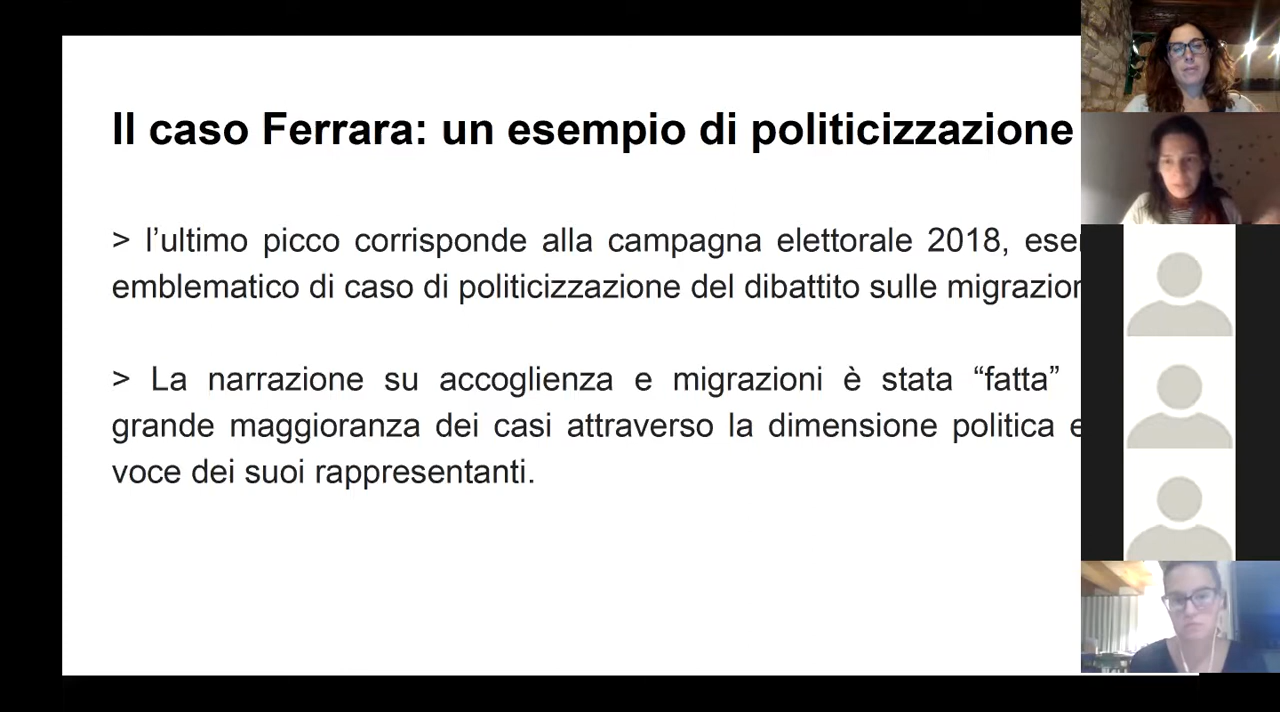 Il caso Ferrara: un esempio di politicizzazione
> l’ultimo picco corrisponde alla campagna elettorale 2018,
emblematico di caso di politicizzazione del dibattito sulle
> La narrazione su accoglienza e migrazioni è stata “fatta”
grande maggioranza dei casi attraverso la dimensione politica
voce dei suoi rappresentanti.